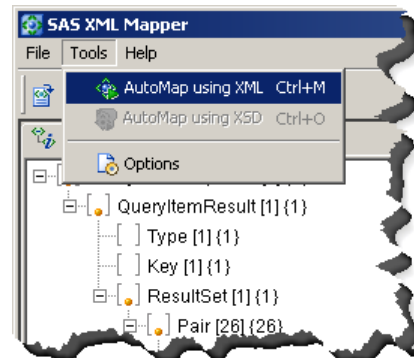 SAS XML Mapper
File Tools Help
AutoMap using XML Ctrl+M
AutoMap using XSD Ctrl+O
Options
QueryItemResult [1] {1}
Type [1] {1}
Key [1] {1}
ResultSet [1] {1}
Pair [26] {26}